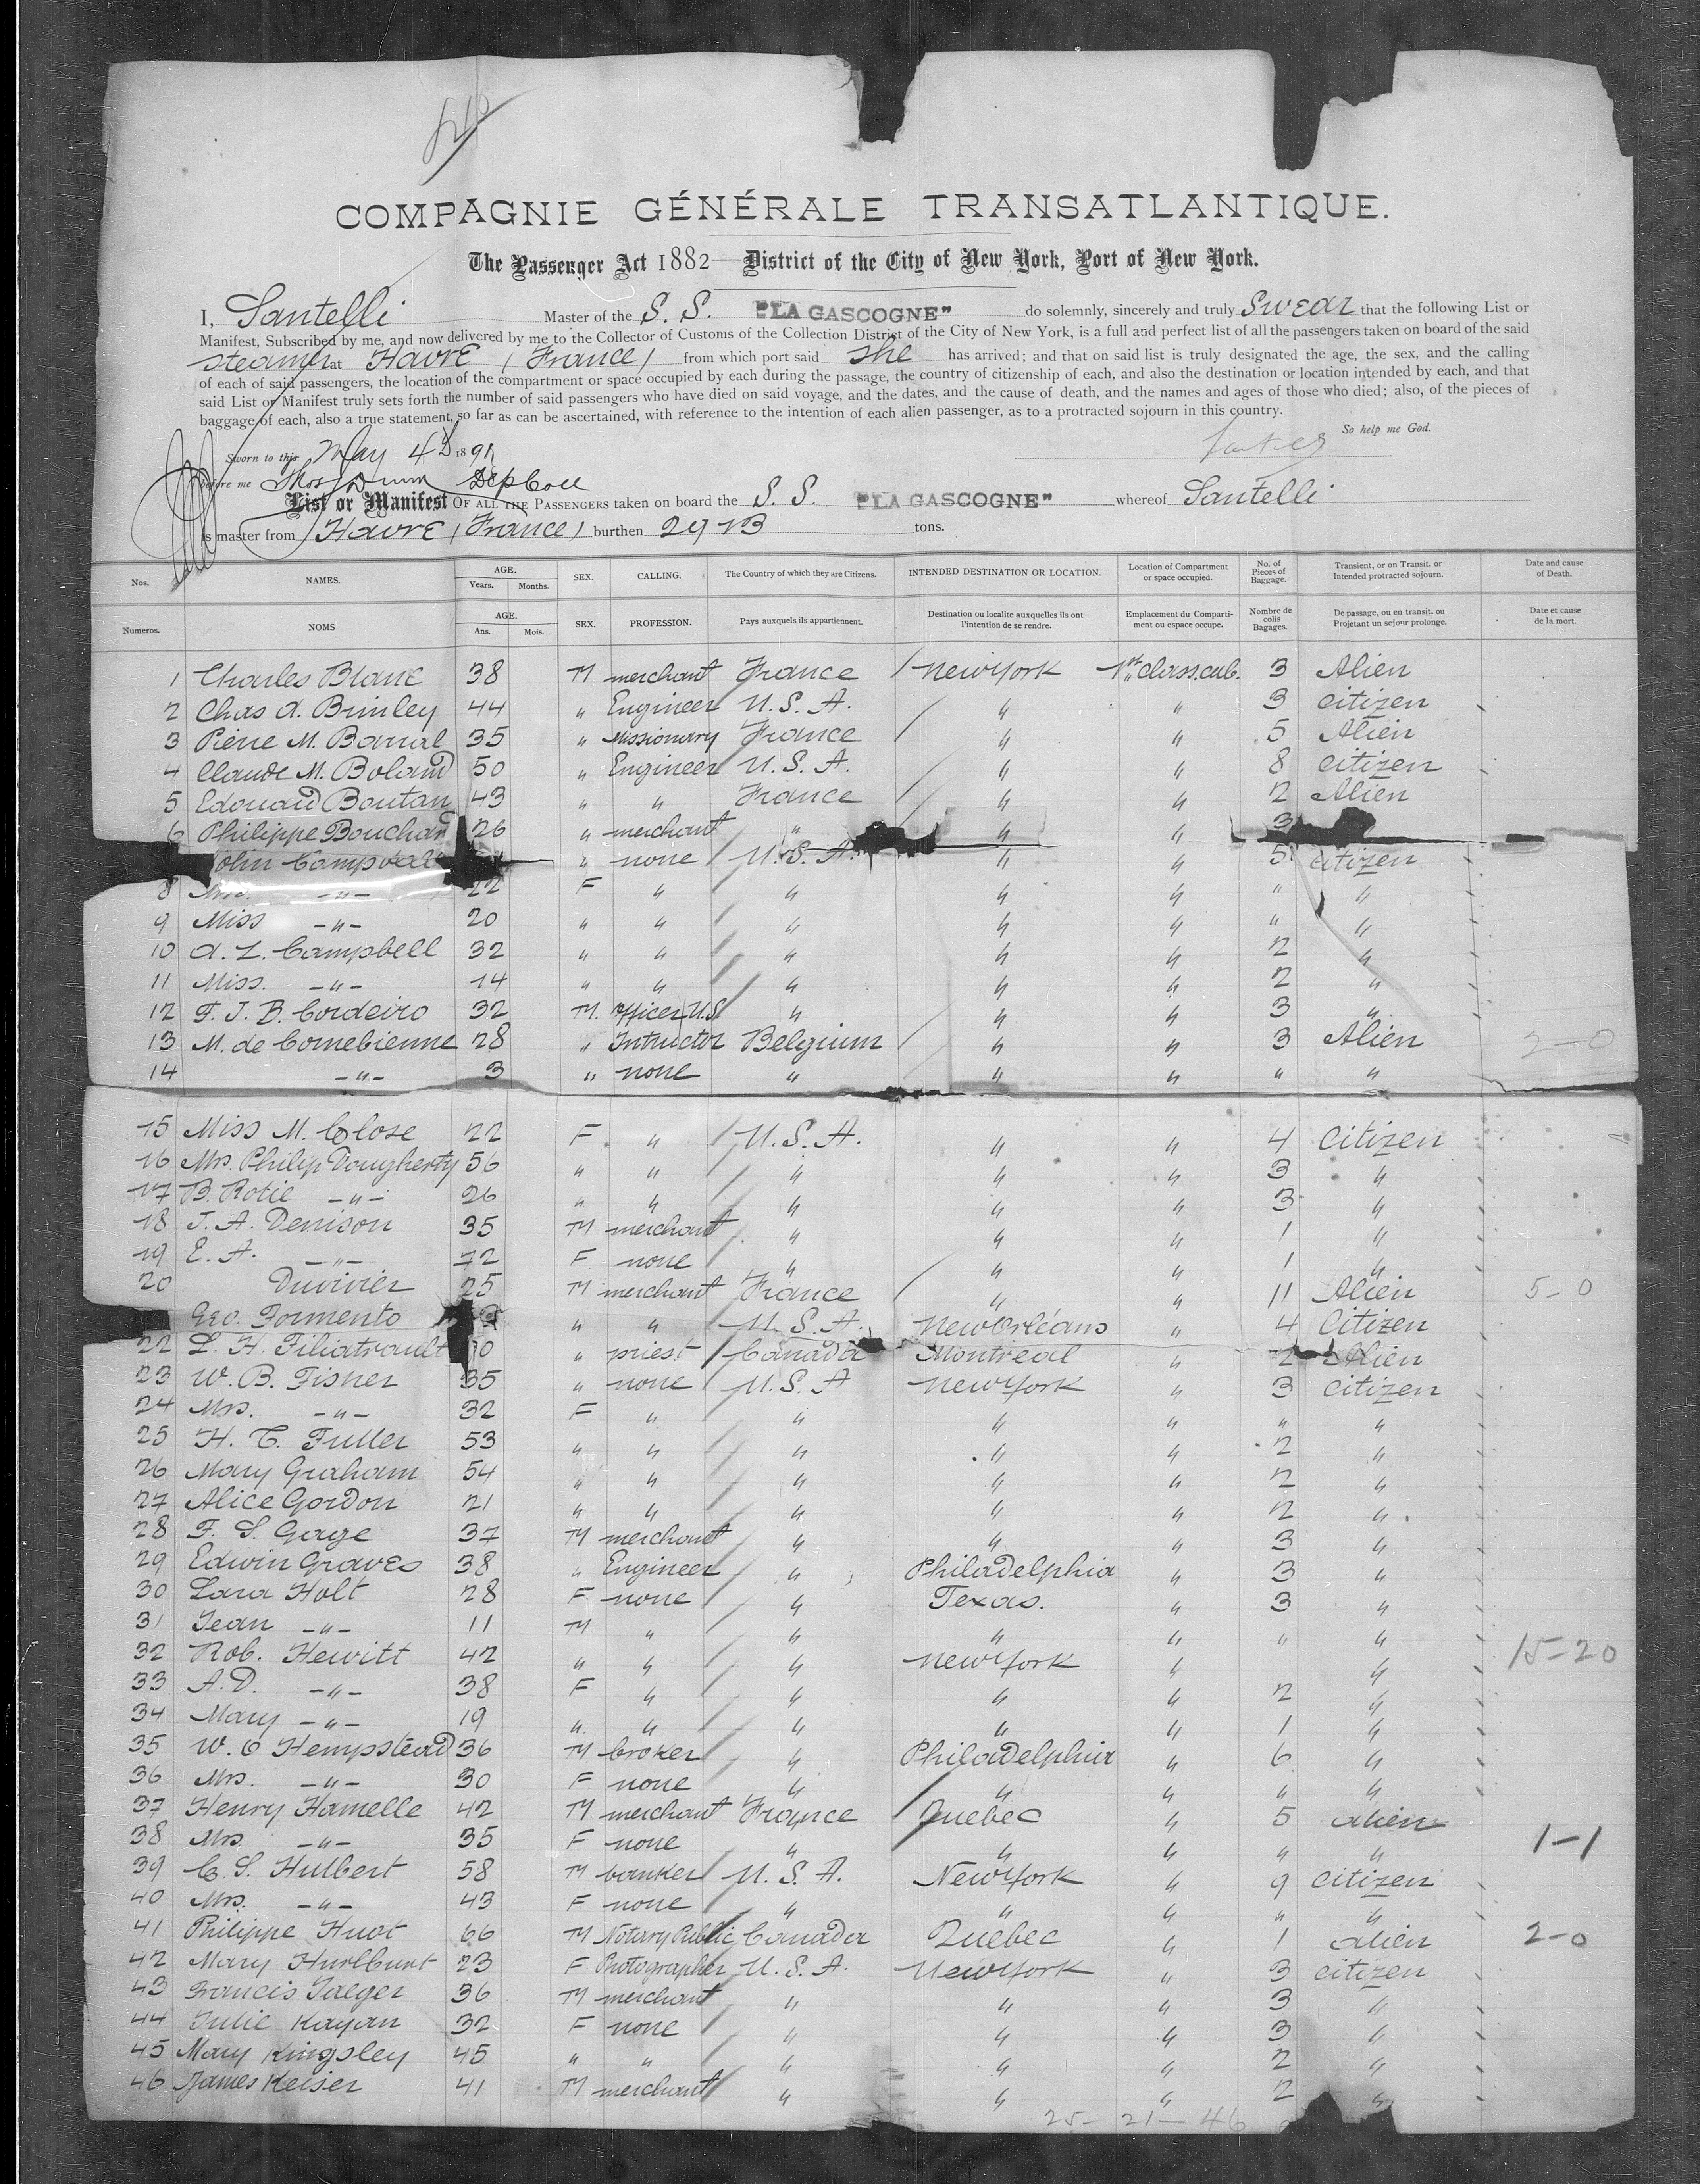 COMPAGNIE GÉNÉRALE TRANSATLANTIQUE.
The Passenger Act 1882—District of the City of New York, Port of New York.
I, Santelli Master of the S. S. "LA GASCOGNE" do solemnly, sincerely and truly Swear that the following List or
Manifest, Subscribed by me, and now delivered by me to the Collector of Customs of the Collection District of the City of New York, is a full and perfect list of all the passengers taken on board of the said
steamer at Havre (France) from which port said she has arrived; and that on said list is truly designated the age, the sex, and the calling
of each of said passengers, the location of the compartment or space occupied by each during the passage, the country of citizenship of each, and also the destination or location intended by each, and that
said List or Manifest truly sets forth the number of said passengers who have died on said voyage, and the dates, and the cause of death, and the names and ages of those who died; also, of the pieces of
baggage of each, also a true statement, so far as can be ascertained, with reference to the intention of each alien passenger, as to a protracted sojourn in this country.
So help me God.
Sworn to this May 4th 1891
before me Thos Dunn Dep Coll
List or Manifest OF ALL THE PASSENGERS taken on board the S. S. "LA GASCOGNE" whereof Santelli
is master from Havre (France) burthen tons.
Nos. NAMES. AGE. Years. Months. SEX. CALLING. The Country of which they are Citizens. INTENDED DESTINATION OR LOCATION. Location of Compartment or space occupied. No. of Pieces of Baggage. Transient, or on Transit, or Intended protracted sojourn. Date and cause of Death.
Numeros. NOMS AGE. Ans. Mois. SEX. PROFESSION. Pays auxquels ils appartiennent. Destination ou localite auxquelles ils ont l'intention de se rendre. Emplacement du Comparti-ment ou espace occupe. Nombre de colis Bagages. De passage, ou en transit, ou Projetant un sejour prolonge. Date et cause de la mort.
1 Charles Blanc 38 M merchant France New York 1st Class cab. 3 Alien
2 Chas A. Brinley 44 " Engineer U.S.A. " " 3 citizen
3 Pierre M. Barral 35 " Missionary France " " 5 Alien
4 Claude M. Boland 50 " Engineer U.S.A. " " 8 citizen
5 Edouard Boutan 43 " " France " " 2 Alien
6 Philippe Bouchard 26 " merchant " " " 3
olin Campbell " none U.S.A. " " 5 citizen
8 Mrs. -"- 22 F " " " " " "
9 Miss -"- 20 " " " " " " "
10 A. L. Campbell 32 " " " " " 2 "
11 Miss. -"- 14 " " " " " 2 "
12 F. J. B. Cordeiro 32 M. Officer U.S. " " " 3 "
13 M. de Comebienne 28 " Intructor Belgium " " 3 Alien 2-0
14 -"- 3 " none " " " " "
15 Miss M. Close 22 F " U.S.A. " " 4 Citizen
16 Mrs. Philip Dougherty 56 " " " " " 3 "
17 B. Rotie -"- 26 " " " " " 3 "
18 J. A. Denison 35 M merchant " " " 1 "
19 E. A. -"- 72 F none " " " 1 "
20 Duvivier 25 M merchant France " " 11 Alien 5-0
Geo. Formento " " U.S.A. New Orléans " 4 Citizen
22 L. H. Filiatrault " priest Canada Montreal " 2 Alien
23 W. B. Fisher 35 " none U.S.A New York " 3 citizen
24 Mrs. -"- 32 F " " " " " "
25 H. C. Fuller 53 " " " " " 2 "
26 Mary Graham 54 " " " " " 2 "
27 Alice Gordon 21 " " " " " 2 "
28 F. S. Gage 37 M merchant " " " 3 "
29 Edwin Graves 38 " Engineer " Philadelphia " 3 "
30 Lara Holt 28 F none " Texas. " 3 "
31 Jean -"- 11 M " " " " " "
32 Rob. Hewitt 42 " " " New York " " 15-20
33 A.D. -"- 38 F " " " " 2 "
34 Mary -"- 19 " " " " " 1 "
35 W. O Hempstead 36 M broker " Philadelphia " 6 "
36 Mrs. -"- 30 F none " " " " "
37 Henry Hamelle 42 M merchant France Quebec " 5 alien
38 Mrs -"- 35 F none " " " " " 1-1
39 C. S. Hulbert 58 M banker U.S.A. New York " 9 citizen
40 Mrs. -"- 43 F none " " " " "
41 Philippe Huot 66 M Notary Public Canada Quebec " 1 alien 2-0
42 Mary Hurlburt 23 F Photographer U.S.A. New York " 3 citizen
43 Francis Jaeger 36 M merchant " " " 3 "
44 Julie Kayan 32 F none " " " 3 "
45 Mary Kingsley 45 " " " " " 2 "
46 James Keiser 41 M merchant " " " 2 "
25- 21- 46